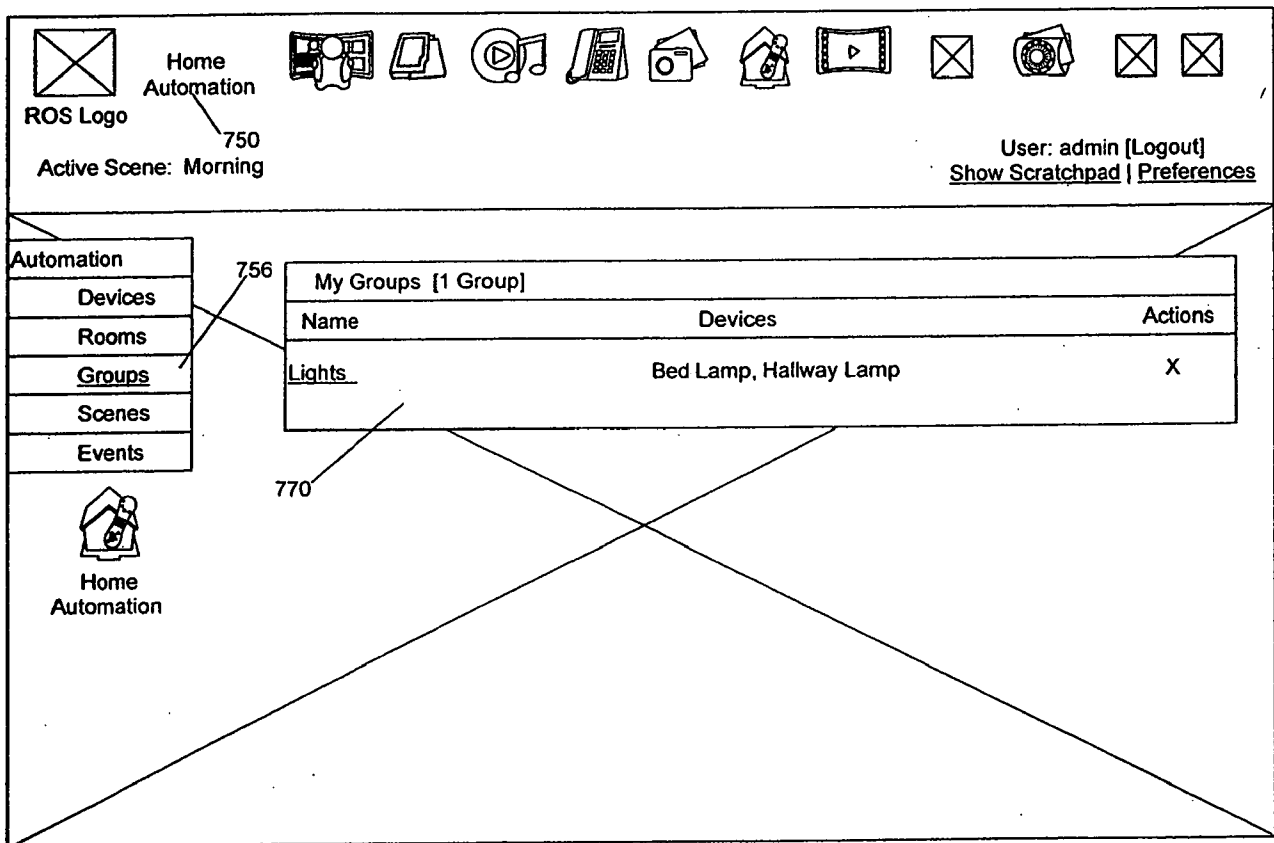 Home
Automation
ROS Logo
750
Active Scene: Morning
User: admin [Logout]
Show Scratchpad | Preferences
Automation
Devices
Rooms
Groups
Scenes
Events
756
My Groups [1 Group]
Name Devices Actions
Lights Bed Lamp, Hallway Lamp X
770
Home
Automation